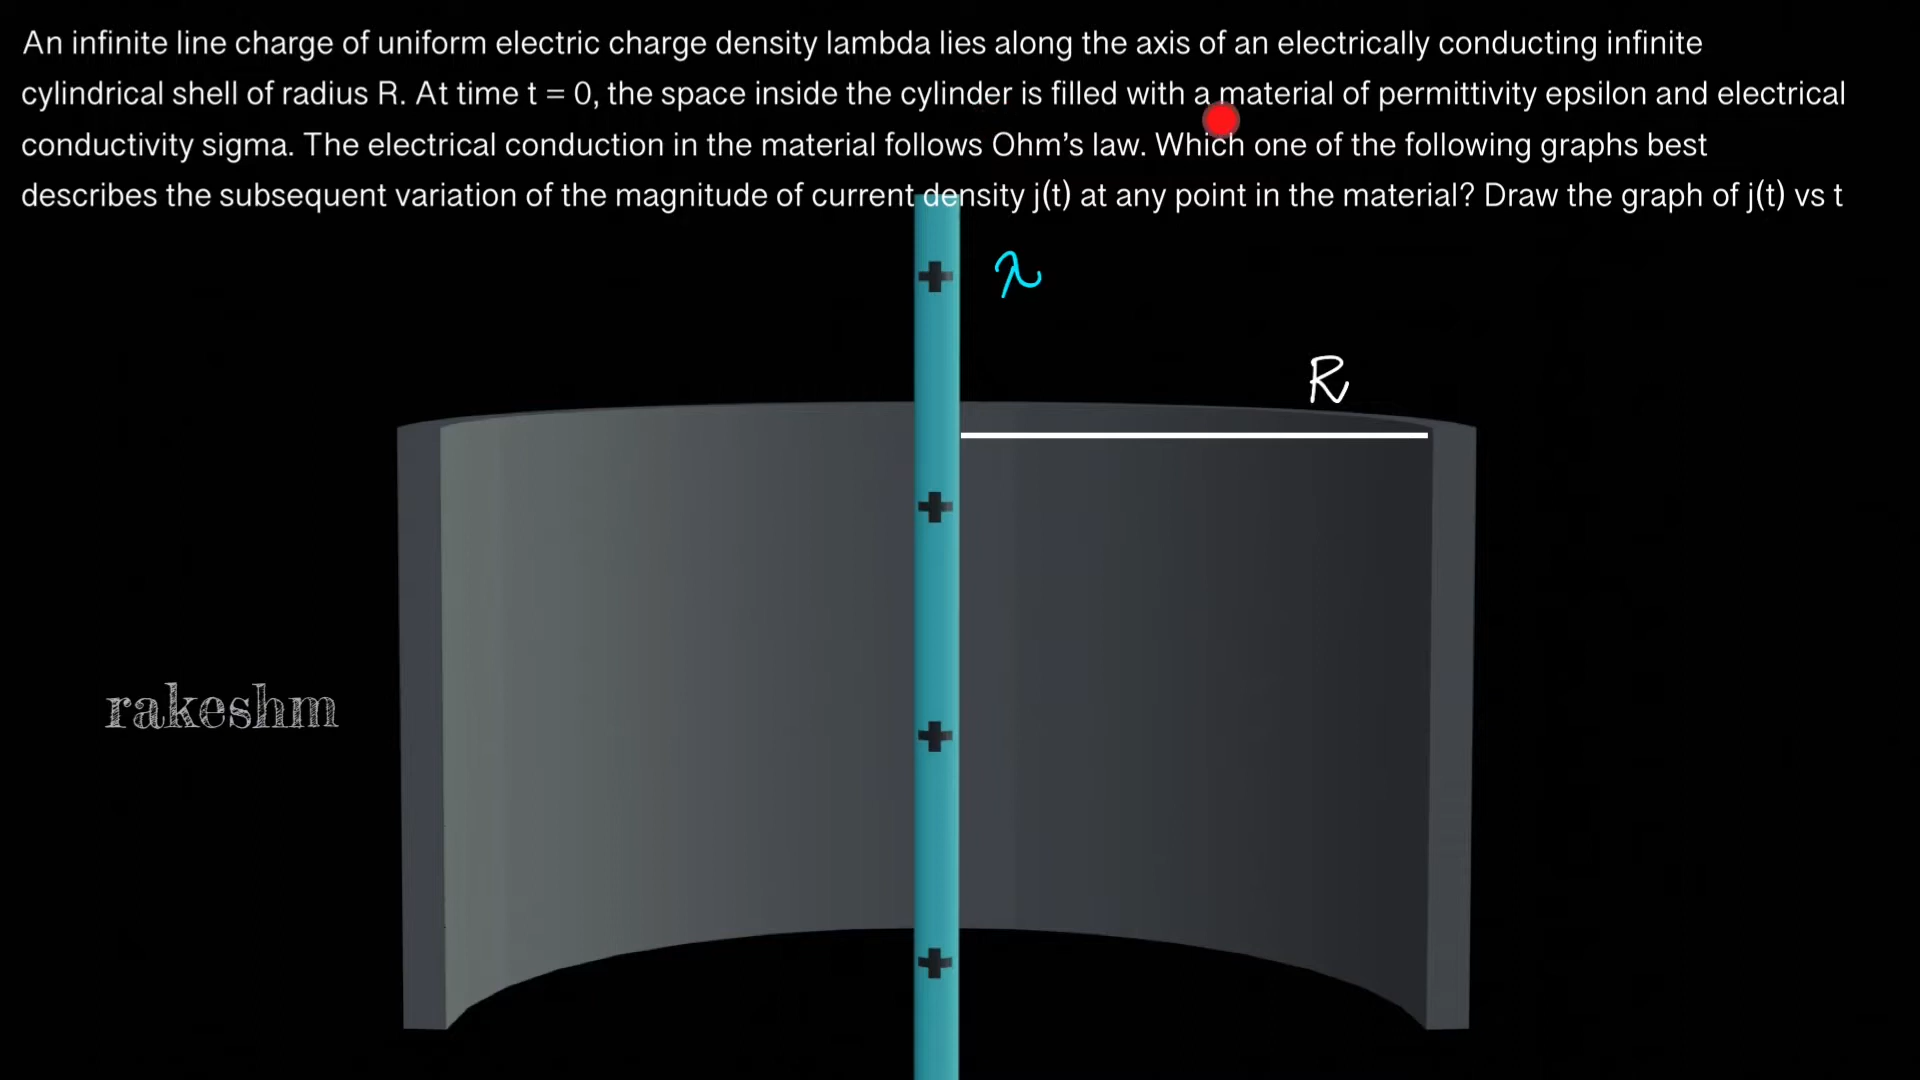 An infinite line charge of uniform electric charge density lambda lies along the axis of an electrically conducting infinite
cylindrical shell of radius R. At time t = 0, the space inside the cylinder is filled with a material of permittivity epsilon and electrical
conductivity sigma. The electrical conduction in the material follows Ohm’s law. Which one of the following graphs best
describes the subsequent variation of the magnitude of current density j(t) at any point in the material? Draw the graph of j(t) vs t
λ
R
rakeshm